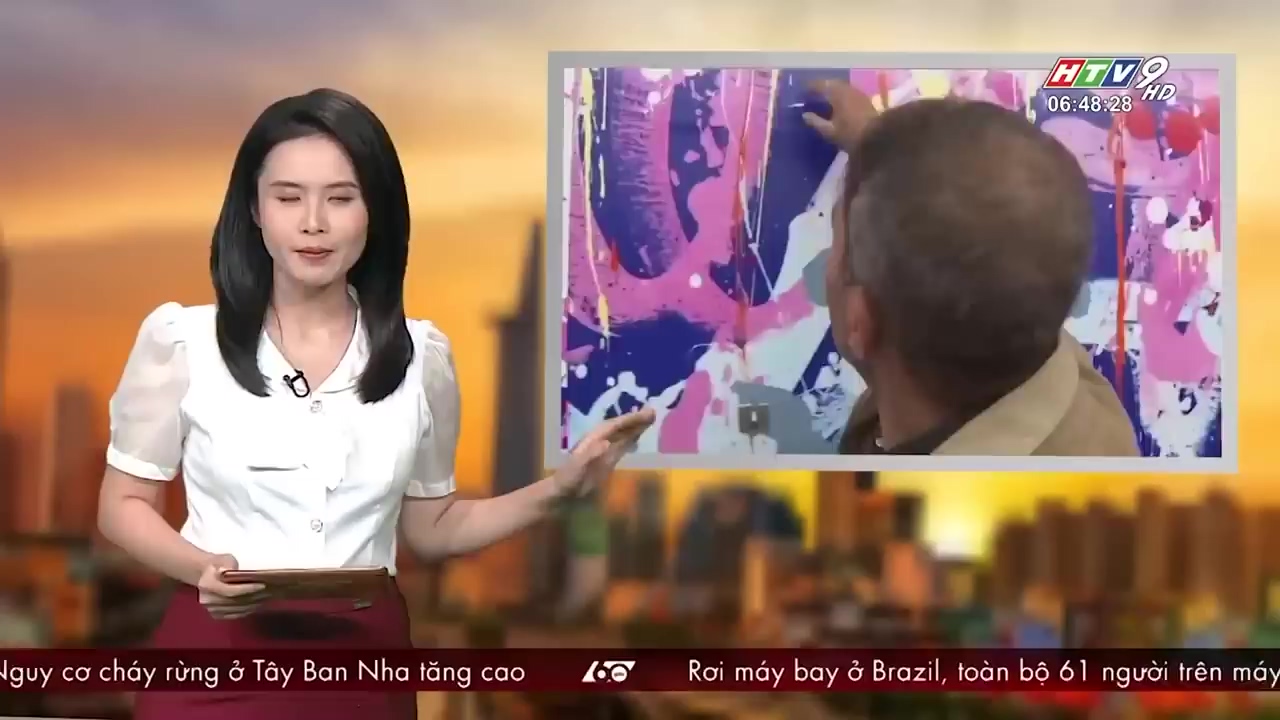 HTV9
HD
06:48:28
Nguy cơ cháy rừng ở Tây Ban Nha tăng cao
60
Rơi máy bay ở Brazil, toàn bộ 61 người trên máy